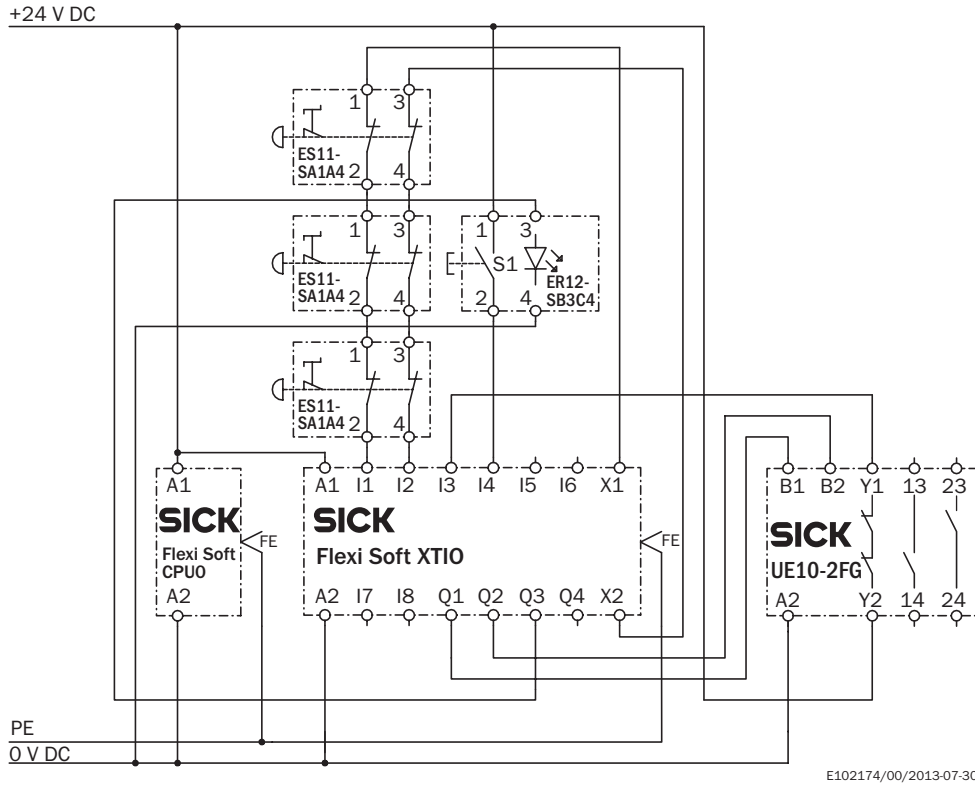 +24 V DC
1 3
ES11-
SA1A4 2 4
1 3
ES11-
SA1A4 2 4
1 3
S1
ER12-
SB3C4
2 4
1 3
ES11-
SA1A4 2 4
A1
SICK
Flexi Soft
CPU0
A2
FE
A1 I1 I2 I3 I4 I5 I6 X1
SICK
Flexi Soft XTIO
A2 I7 I8 Q1 Q2 Q3 Q4 X2
FE
B1 B2 Y1 13 23
SICK
UE10-2FG
A2 Y2 14 24
PE
0 V DC
E102174/00/2013-07-30